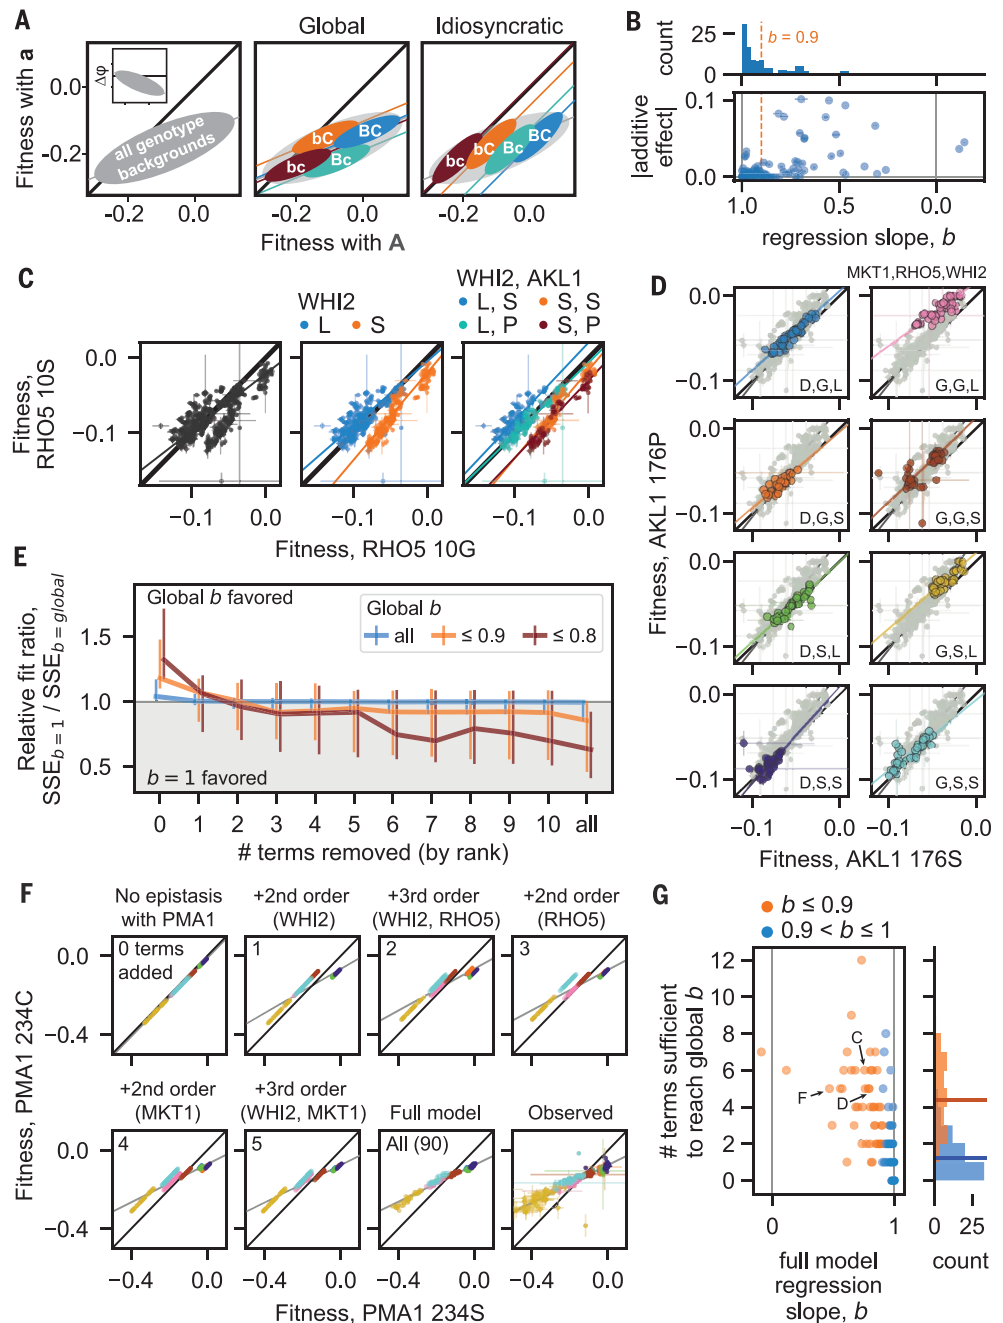 A
Global
Idiosyncratic
Fitness with a
0.0
−0.2
Δφ
all genotype
backgrounds
bC
BC
bc
Bc
bC
BC
bc
Bc
−0.2
0.0
−0.2
0.0
−0.2
0.0
Fitness with A
B
count
25
0
b = 0.9
|additive
effect|
0.1
0.0
1.0
0.5
0.0
regression slope, b
C
WHI2
L
S
WHI2, AKL1
L, S
S, S
L, P
S, P
Fitness,
RHO5 10S
0.0
−0.1
−0.1
0.0
−0.1
0.0
−0.1
0.0
Fitness, RHO5 10G
D
MKT1,RHO5,WHI2
Fitness, AKL1 176P
0.0
−0.1
D,G,L
G,G,L
0.0
−0.1
D,G,S
G,G,S
0.0
−0.1
D,S,L
G,S,L
0.0
−0.1
D,S,S
G,S,S
−0.1
0.0
−0.1
0.0
Fitness, AKL1 176S
E
Relative fit ratio,
SSE b=1 / SSE b=global
Global b favored
Global b
all
≤ 0.9
≤ 0.8
1.5
1.0
0.5
b = 1 favored
0
1
2
3
4
5
6
7
8
9
10
all
# terms removed (by rank)
F
Fitness, PMA1 234C
No epistasis
with PMA1
+2nd order
(WHI2)
+3rd order
(WHI2, RHO5)
+2nd order
(RHO5)
0.0
−0.4
0 terms
added
1
2
3
+2nd order
(MKT1)
+3rd order
(WHI2, MKT1)
Full model
Observed
0.0
−0.4
4
5
All (90)
−0.4
0.0
−0.4
0.0
−0.4
0.0
−0.4
0.0
Fitness, PMA1 234S
G
b ≤ 0.9
0.9 < b ≤ 1
# terms sufficient
to reach global b
12
10
8
6
4
2
0
C
F
D
0
1
full model
regression
slope, b
0
25
count